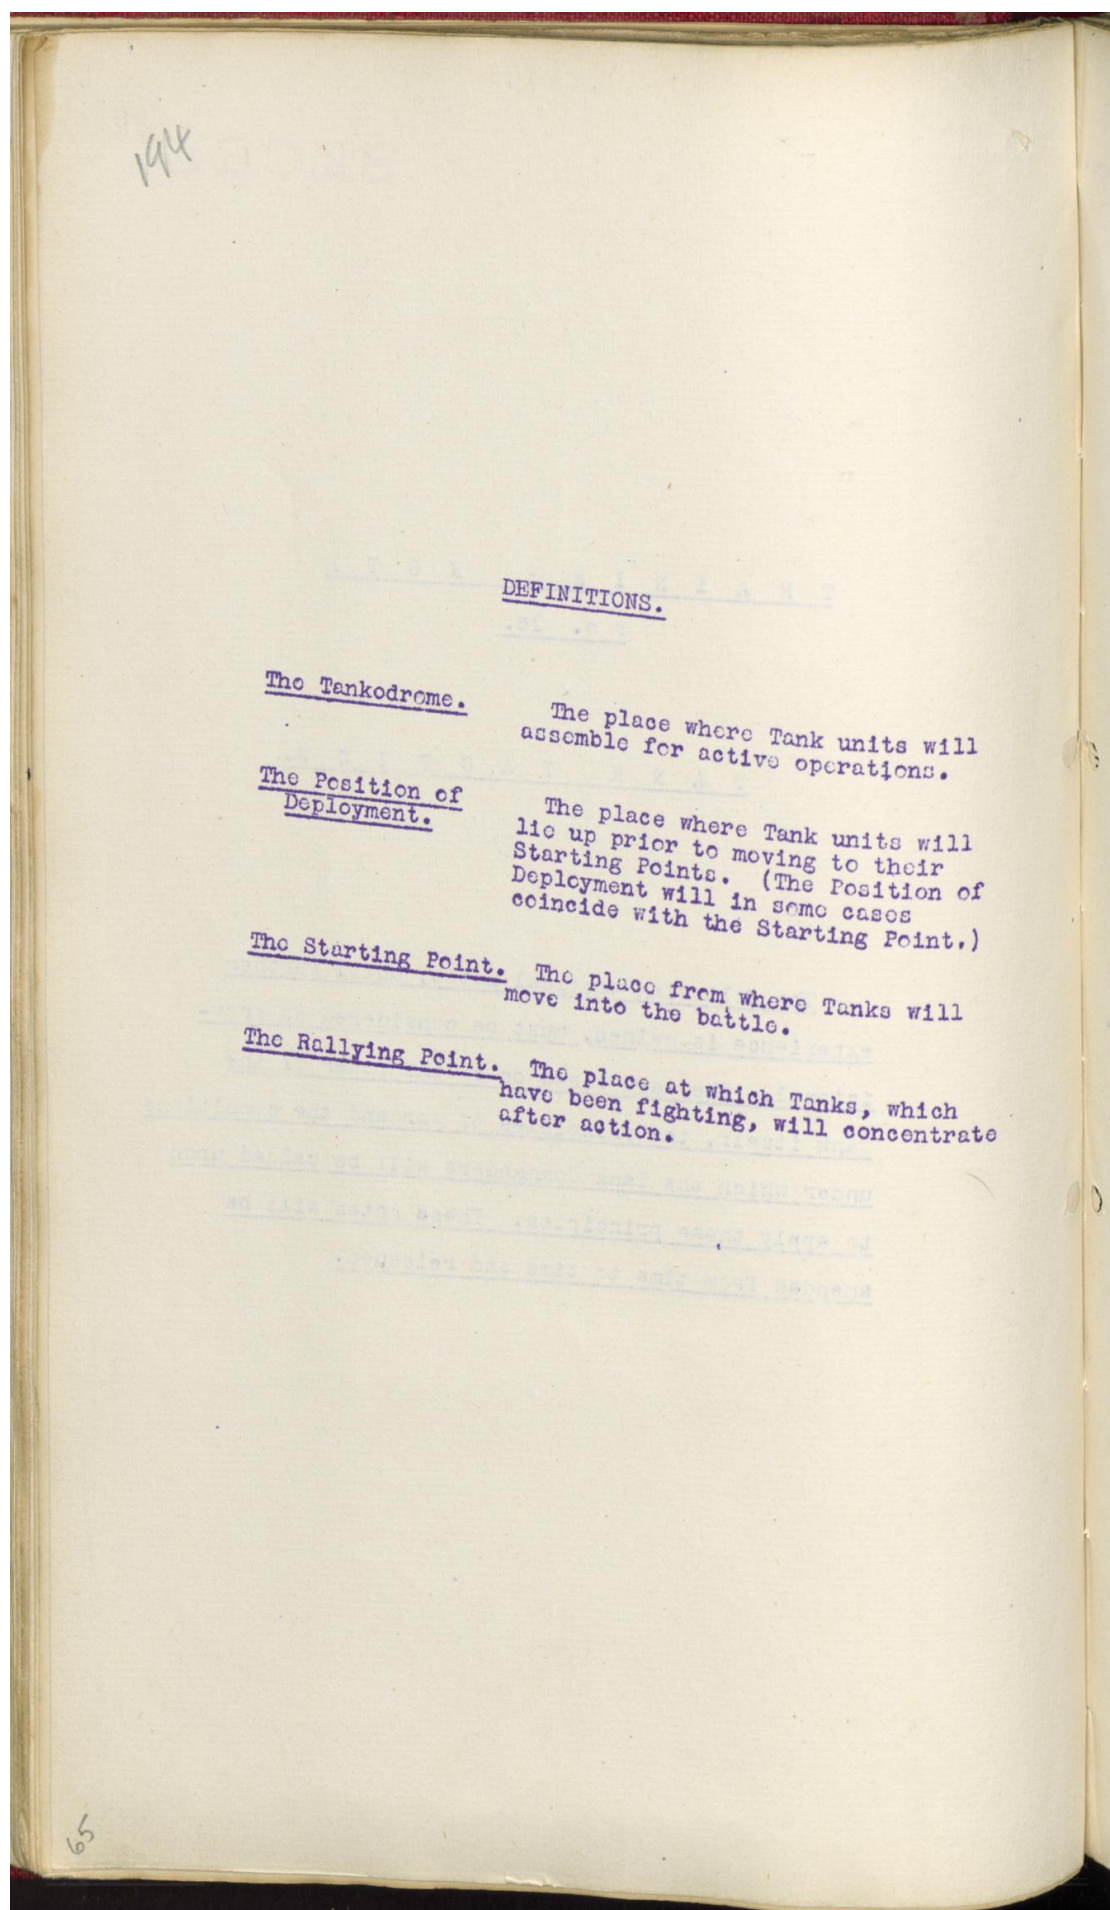 194
DEFINITIONS.
The Tankodrome.
The place where Tank units will
assemble for active operations.
The Position of
Deployment.
The place where Tank units will
lie up prior to moving to their
Starting Points. (The Position of
Deployment will in some cases
coincide with the Starting Point.)
The Starting Point.
The place from where Tanks will
move into the battle.
The Rallying Point.
The place at which Tanks, which
have been fighting, will concentrate
after action.
65